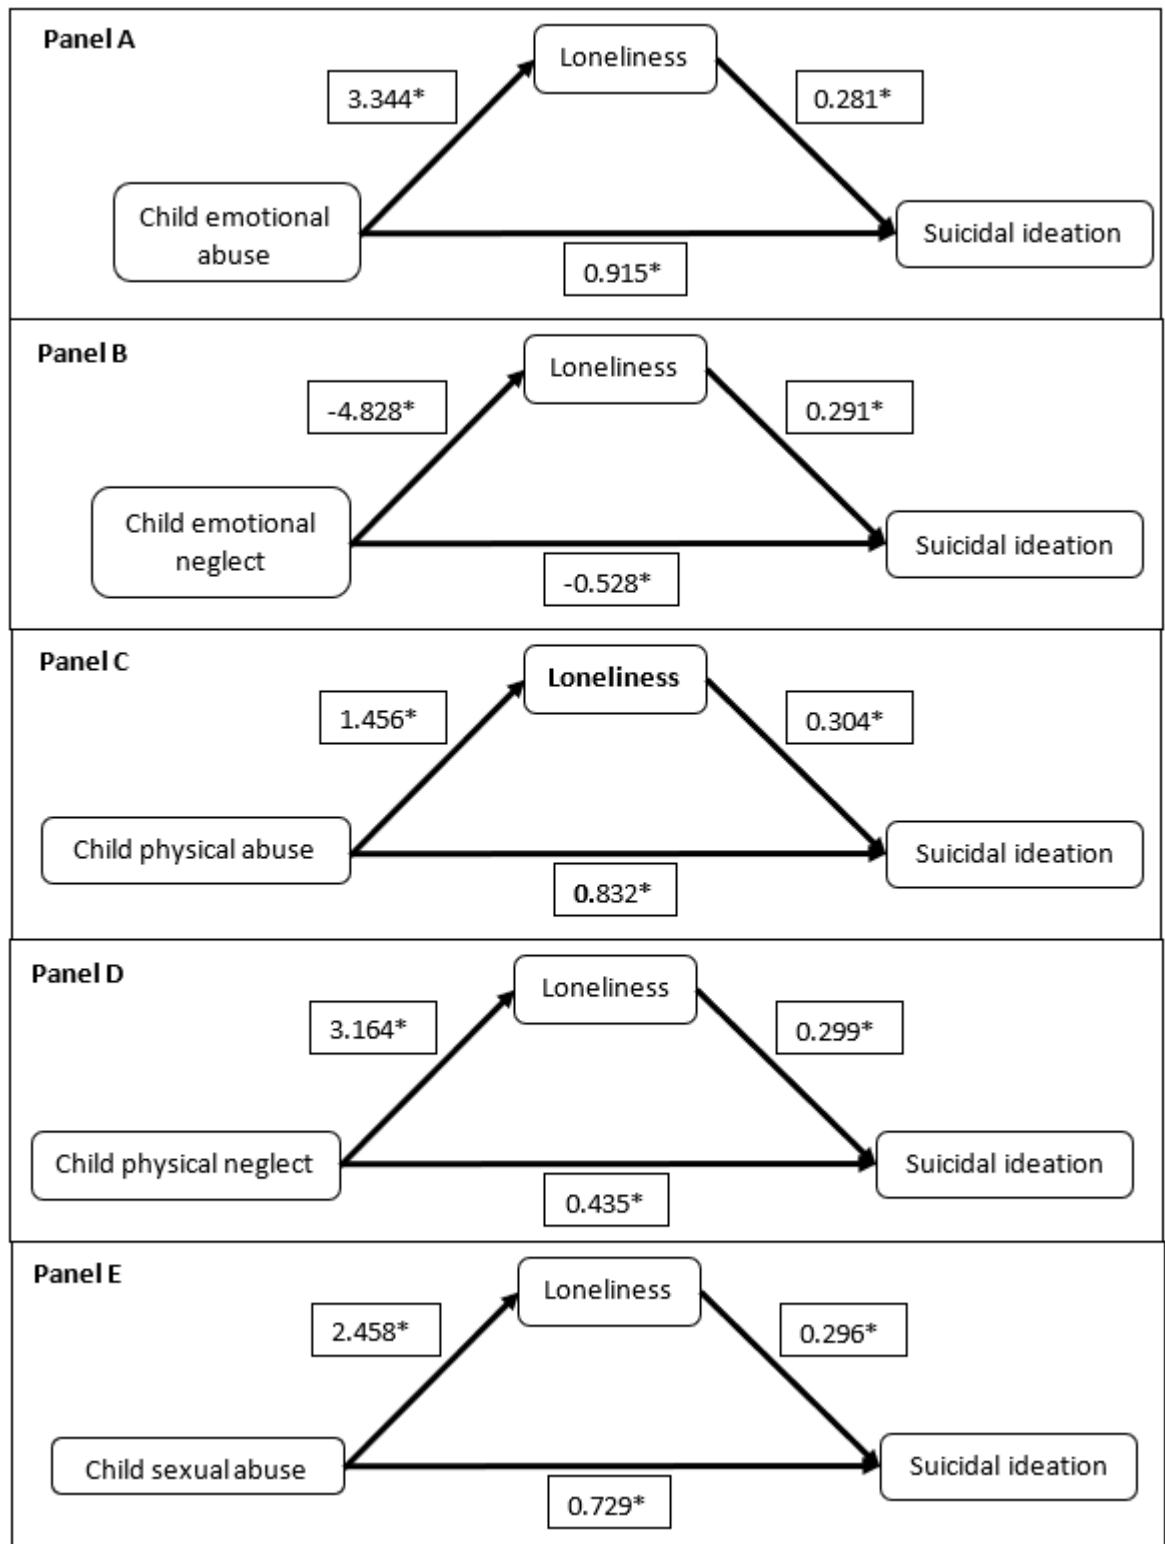 Panel A
Loneliness
3.344*
0.281*
Child emotional
abuse
Suicidal ideation
0.915*
Panel B
Loneliness
-4.828*
0.291*
Child emotional
neglect
Suicidal ideation
-0.528*
Panel C
Loneliness
1.456*
0.304*
Child physical abuse
Suicidal ideation
0.832*
Panel D
Loneliness
3.164*
0.299*
Child physical neglect
Suicidal ideation
0.435*
Panel E
Loneliness
2.458*
0.296*
Child sexual abuse
Suicidal ideation
0.729*